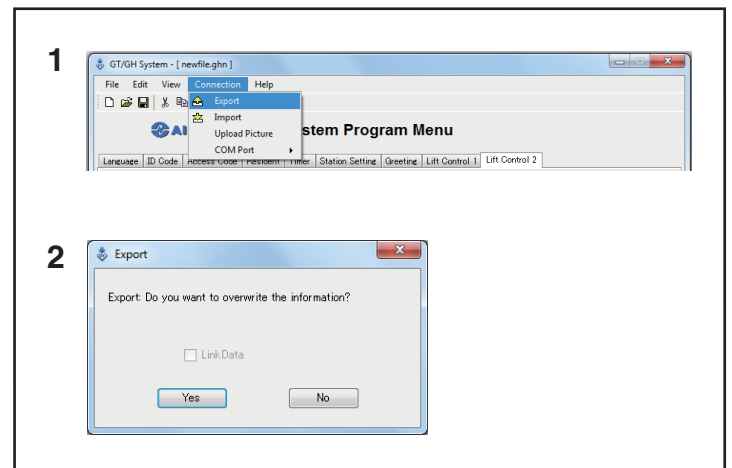 1
GT/GH System - [ newfile.ghn ]
File Edit View Connection Help
Export
Import
Upload Picture
COM Port
stem Program Menu
Language ID Code Access Code Resident Timer Station Setting Greeting Lift Control 1 Lift Control 2
2
Export
Export: Do you want to overwrite the information?
LinkData
Yes No